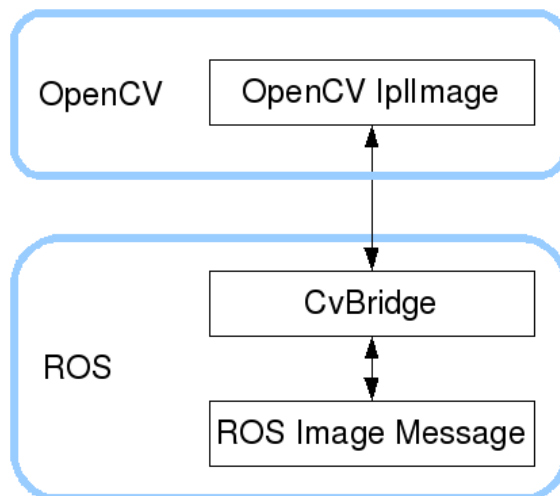 OpenCV
OpenCV IplImage
ROS
CvBridge
ROS Image Message